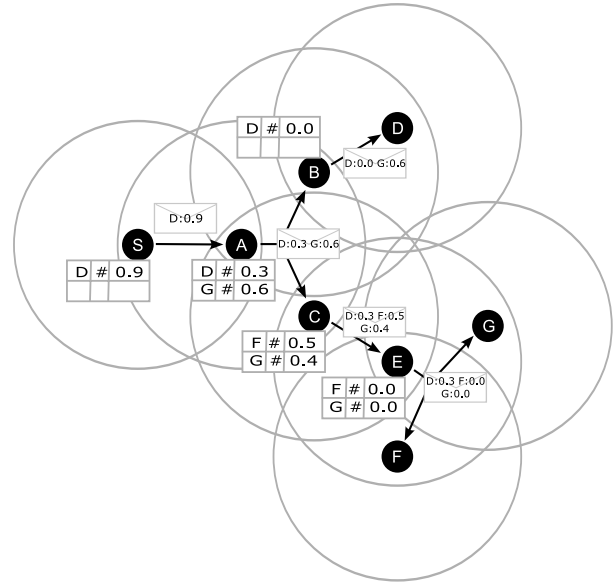 D # 0.0
D
D:0.0 G:0.6
B
D:0.9
S
A
D:0.3 G:0.6
D # 0.9
D # 0.3
G # 0.6
C
D:0.3 F:0.5
G:0.4
G
F # 0.5
G # 0.4
E
D:0.3 F:0.0
G:0.0
F # 0.0
G # 0.0
F